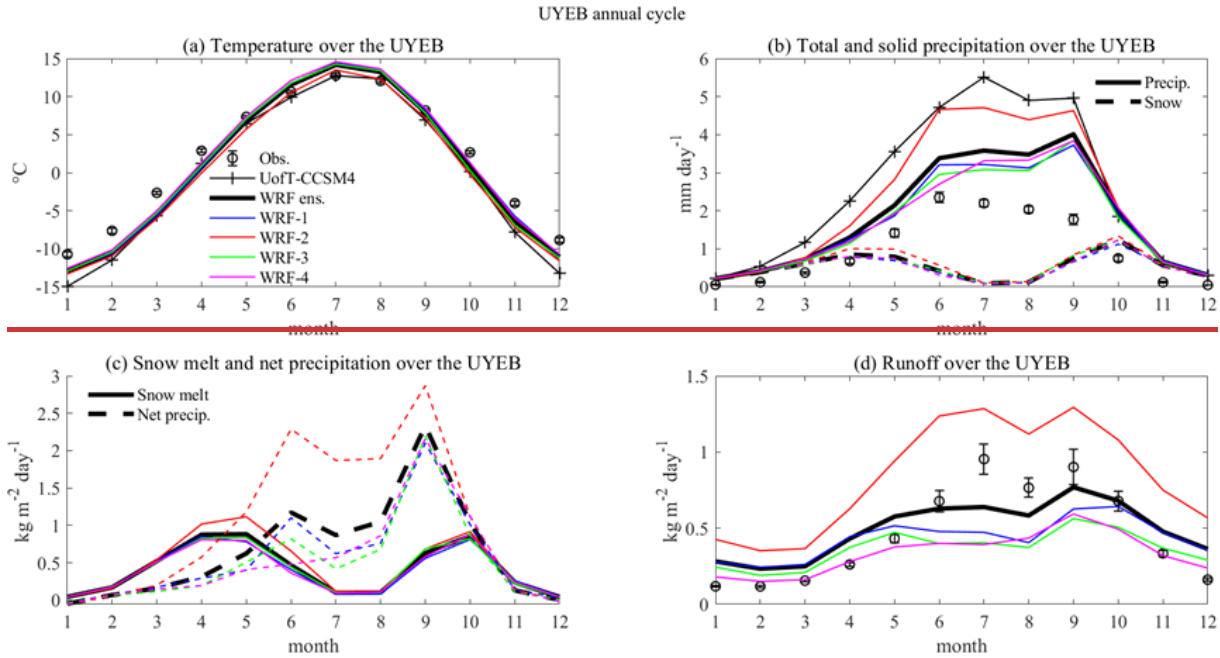 UYEB annual cycle
(a) Temperature over the UYEB
15
10
5
0
-5
-10
-15
°C
Obs.
UofT-CCSM4
WRF ens.
WRF-1
WRF-2
WRF-3
WRF-4
1 2 3 4 5 6 7 8 9 10 11 12
month
(b) Total and solid precipitation over the UYEB
6
5
4
3
2
1
0
mm day-1
Precip.
Snow
1 2 3 4 5 6 7 8 9 10 11 12
month
(c) Snow melt and net precipitation over the UYEB
3
2.5
2
1.5
1
0.5
0
kg m-2 day-1
Snow melt
Net precip.
1 2 3 4 5 6 7 8 9 10 11 12
month
(d) Runoff over the UYEB
1.5
1
0.5
0
kg m-2 day-1
1 2 3 4 5 6 7 8 9 10 11 12
month